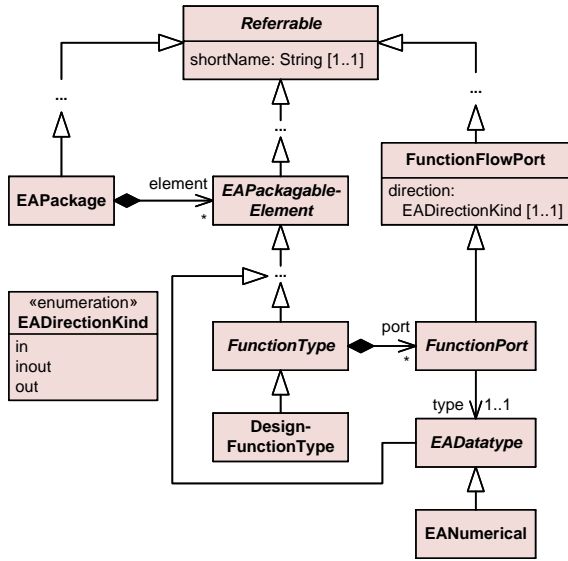 Referrable
shortName: String [1..1]
...
...
...
FunctionFlowPort
direction:
EADirectionKind [1..1]
EAPackage
element
*
EAPackagable-
Element
...
«enumeration»
EADirectionKind
in
inout
out
FunctionType
port
*
FunctionPort
type
1..1
Design-
FunctionType
EADatatype
EANumerical